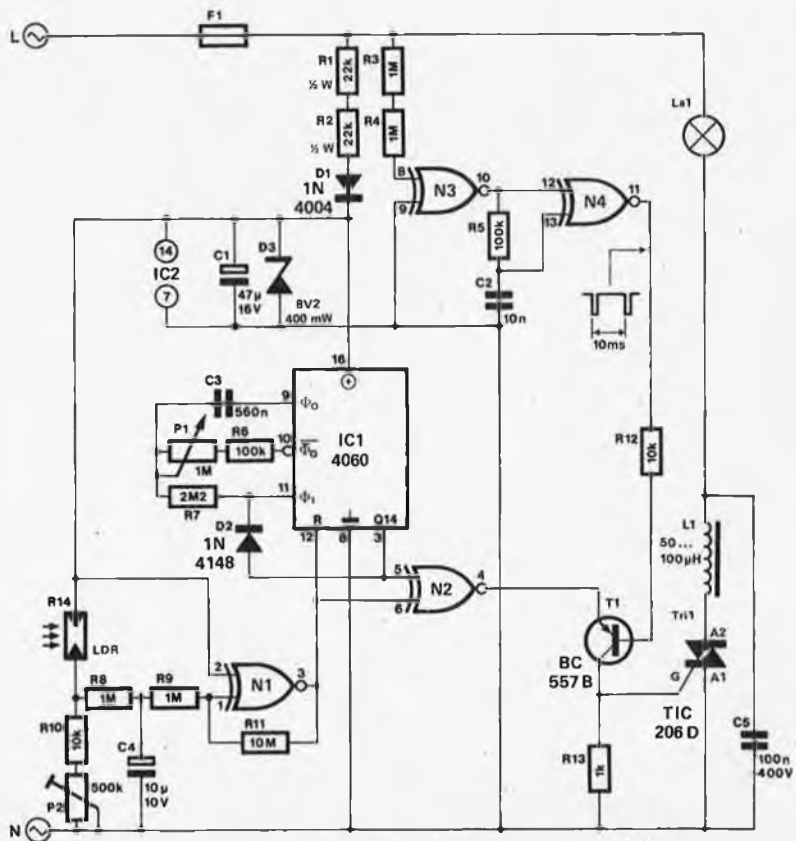 F1
L
R1
22k
½ W
R3
1M
R2
22k
½ W
R4
1M
La1
D1
1N
4004
8
9
N3
10
12
13
N4
11
R5
100k
14
IC2
7
C1
47µ
16V
D3
8V2
400 mW
C2
10n
10ms
16
C3
560n
9
Φ0
P1
1M
R6
100k
10
Φ0
IC1
4060
R12
10k
2M2
R7
11
Φ1
D2
1N
4148
R
12
8
Q14
3
L1
50...
100µH
5
6
N2
4
T1
BC
557B
Tri1
A2
G
A1
TIC
206 D
R14
LDR
2
1
N1
3
R8
1M
R9
1M
R10
10k
R11
10M
C4
10µ
10V
R13
1k
C5
100n
400V
500k
P2
N